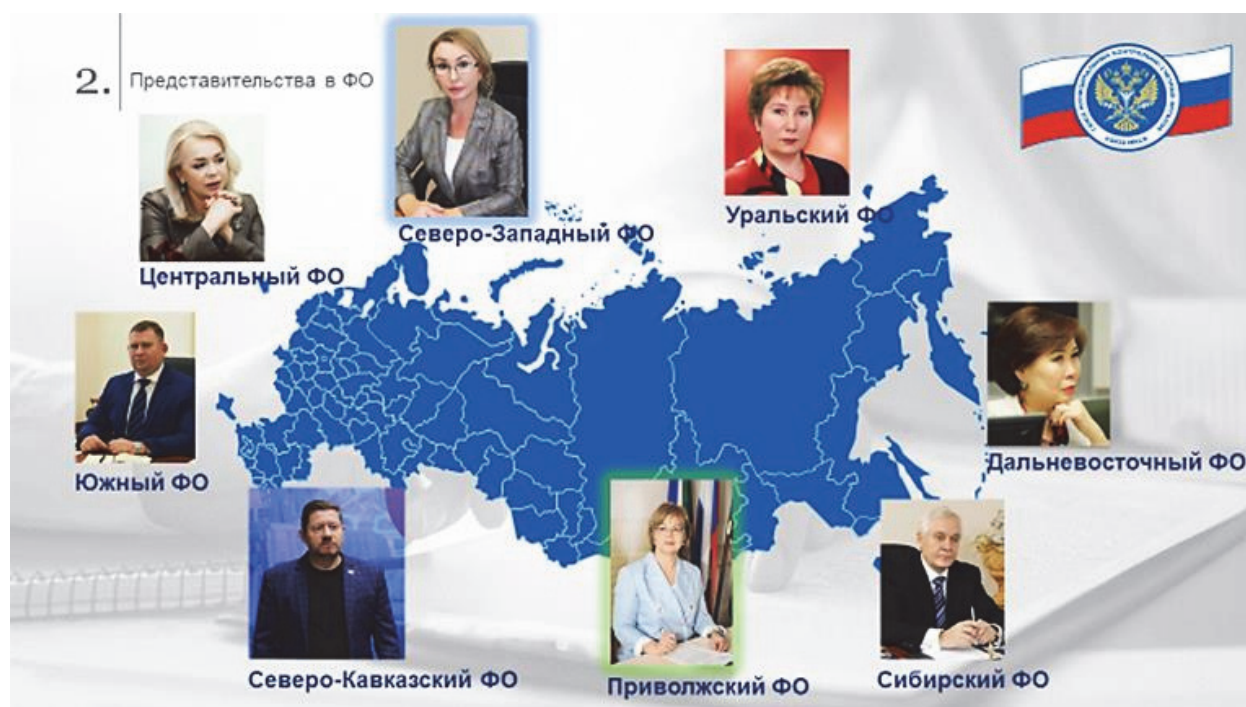 2.
Представительства в ФО
Северо-Западный ФО
Уральский ФО
Центральный ФО
Южный ФО
Дальневосточный ФО
Северо-Кавказский ФО
Приволжский ФО
Сибирский ФО